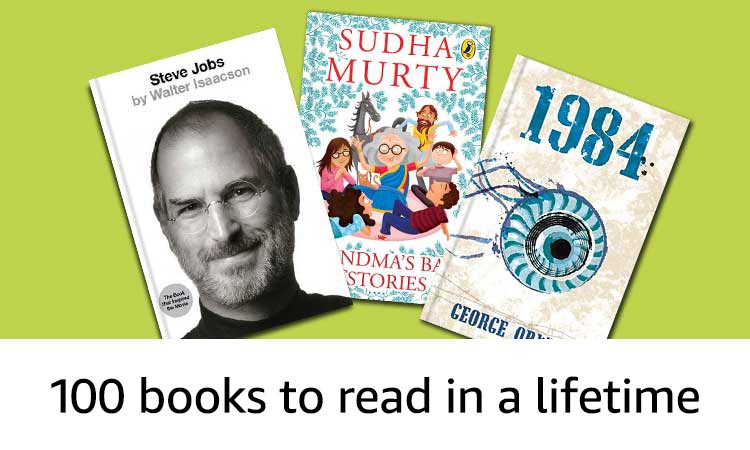 Steve Jobs
by Walter Isaacson
The Book
that Inspired
the Movie
SUDHA
MURTY
1984
GEORGE
100 books to read in a lifetime